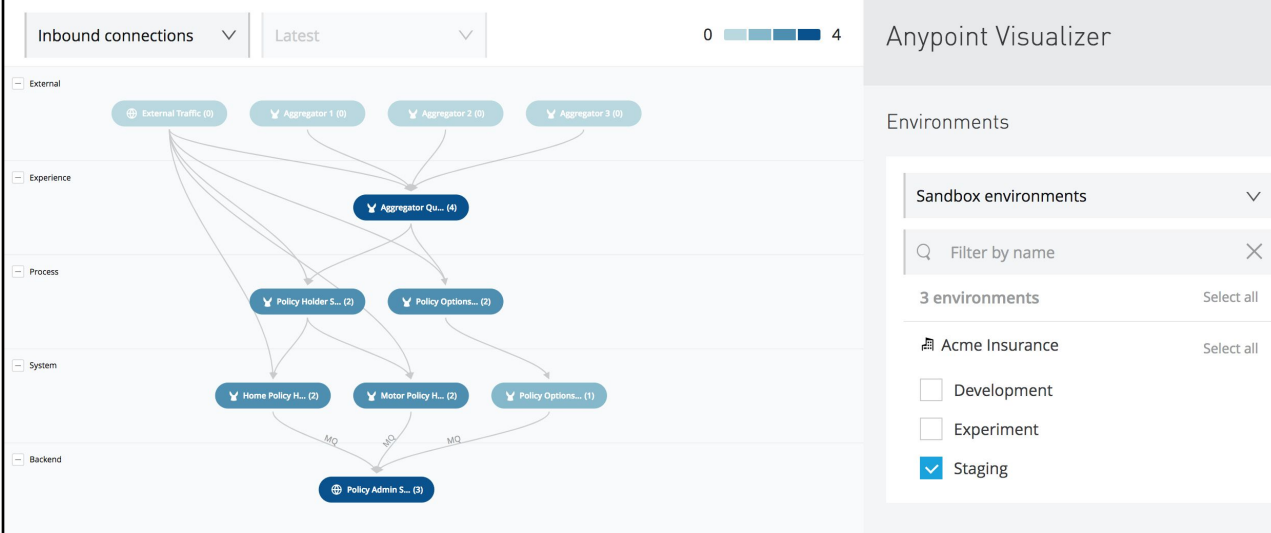 Inbound connections
Latest
0 4
Anypoint Visualizer
External
External Traffic (0) Aggregator 1 (0) Aggregator 2 (0) Aggregator 3 (0)
Environments
Experience
Aggregator Qu... (4)
Sandbox environments
Filter by name
Process
3 environments Select all
Policy Holder S... (2) Policy Options... (2)
Acme Insurance Select all
System
Home Policy H... (2) Motor Policy H... (2) Policy Options... (1)
Development
Experiment
MQ MQ MQ
Backend
Staging
Policy Admin S... (3)